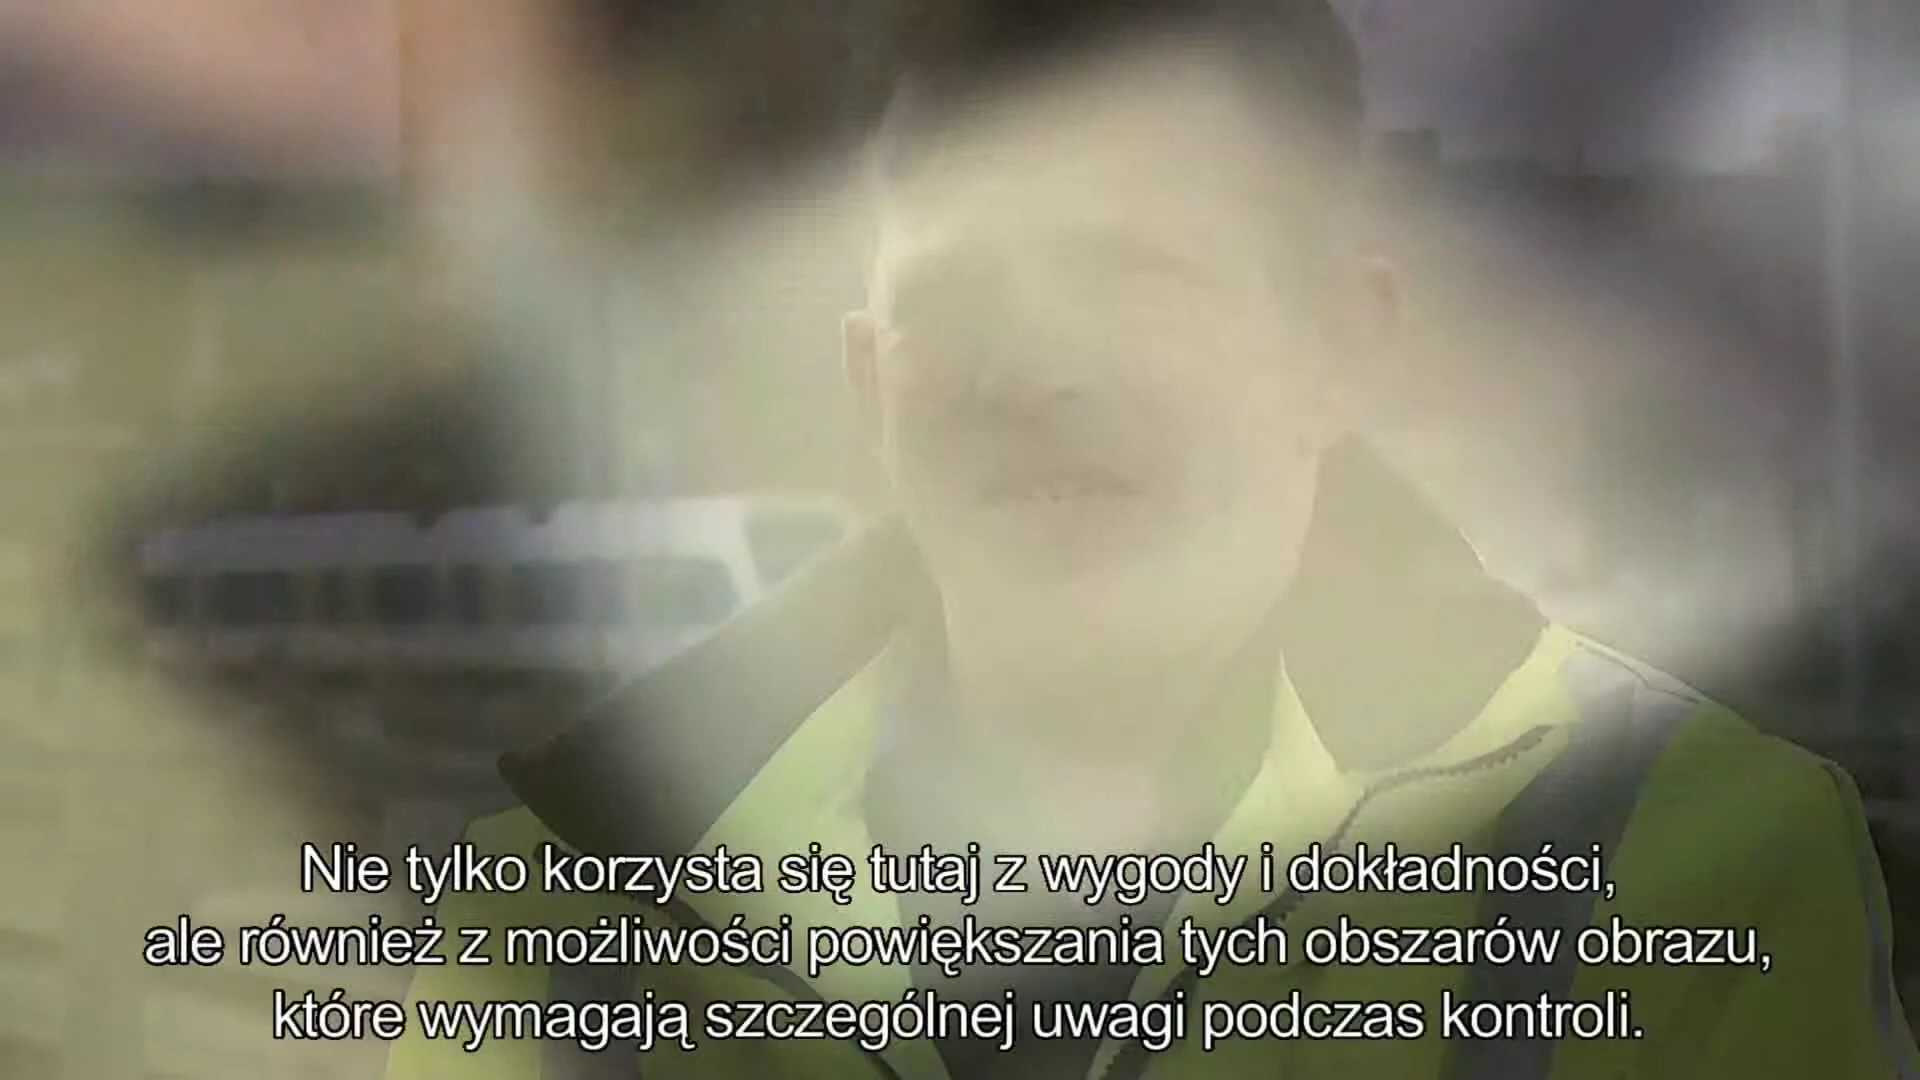 Nie tylko korzysta się tutaj z wygody i dokładności,
ale również z możliwości powiększania tych obszarów obrazu,
które wymagają szczególnej uwagi podczas kontroli.